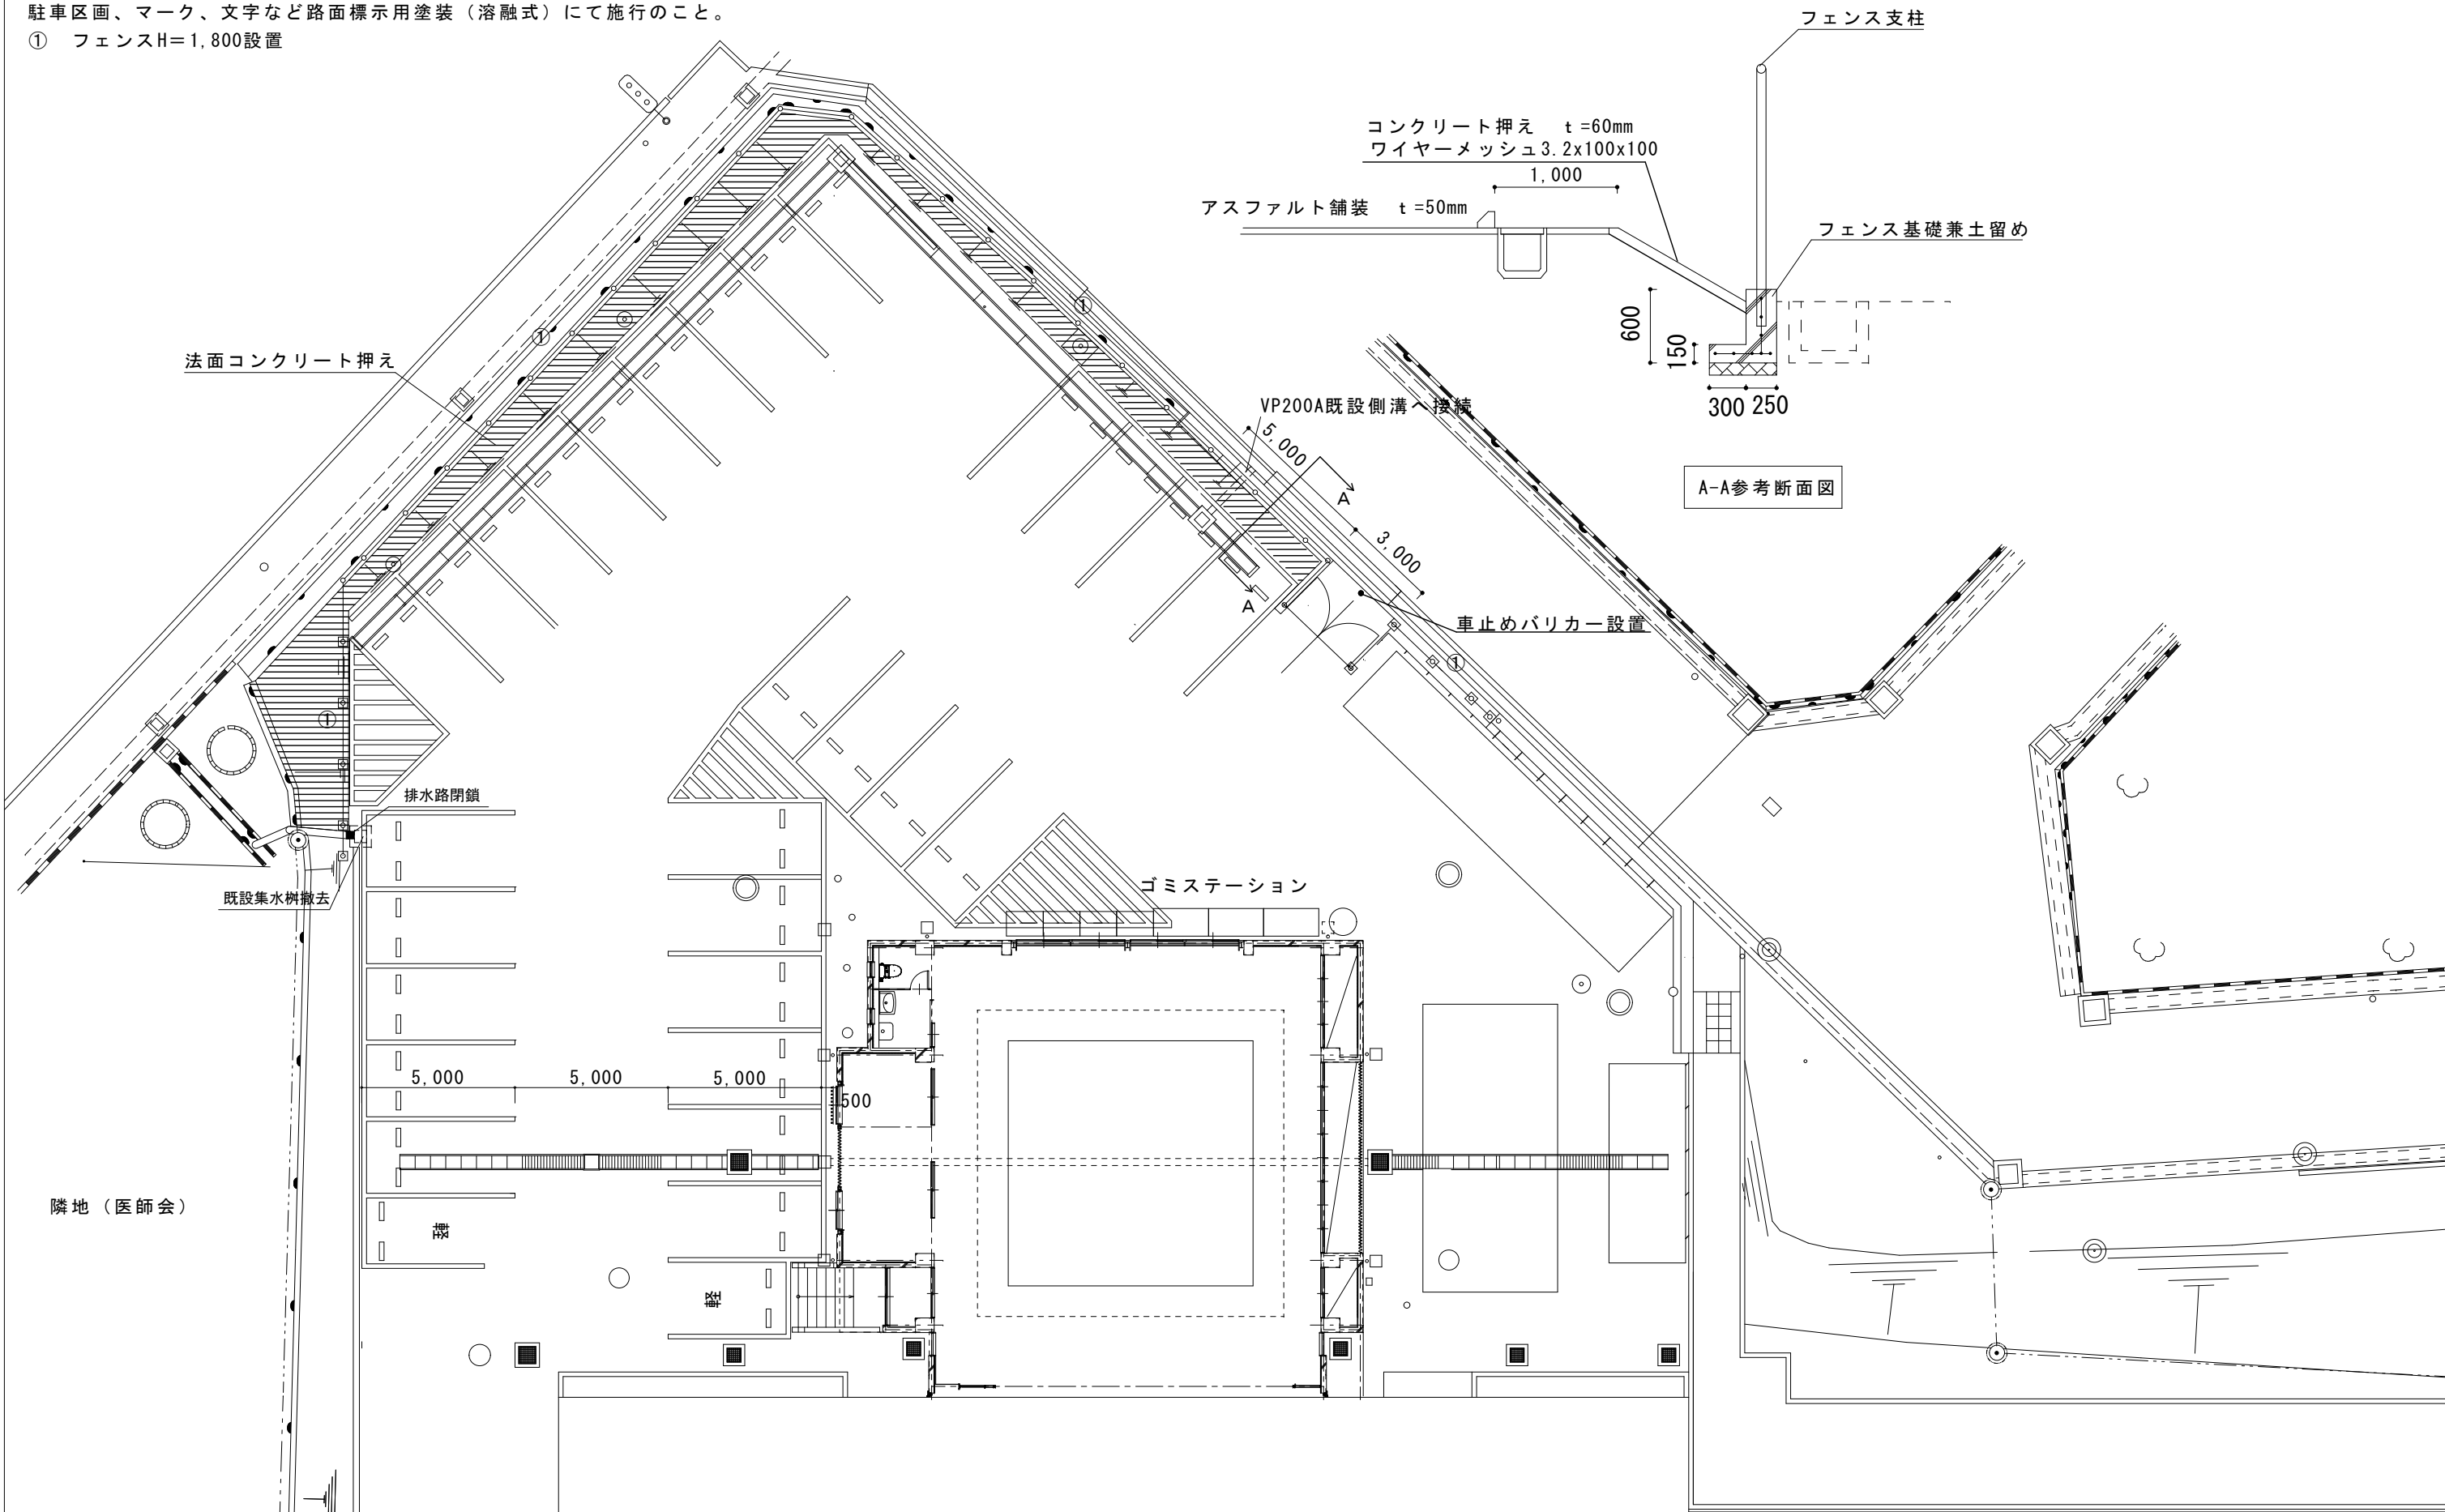 駐車区画、マーク、文字など路面標示用塗装（溶融式）にて施行のこと。
① フェンスH=1,800設置
フェンス支柱
コンクリート押え t=60mm
ワイヤーメッシュ3.2x100x100
1,000
アスファルト舗装 t=50mm
フェンス基礎兼土留め
600
150
300 250
A-A参考断面図
①
①
法面コンクリート押え
VP200A既設側溝へ接続
5,000
A
3,000
A
車止めバリカー設置
①
①
排水路閉鎖
既設集水桝撤去
ゴミステーション
5,000
5,000
5,000
500
隣地（医師会）
軽
軽